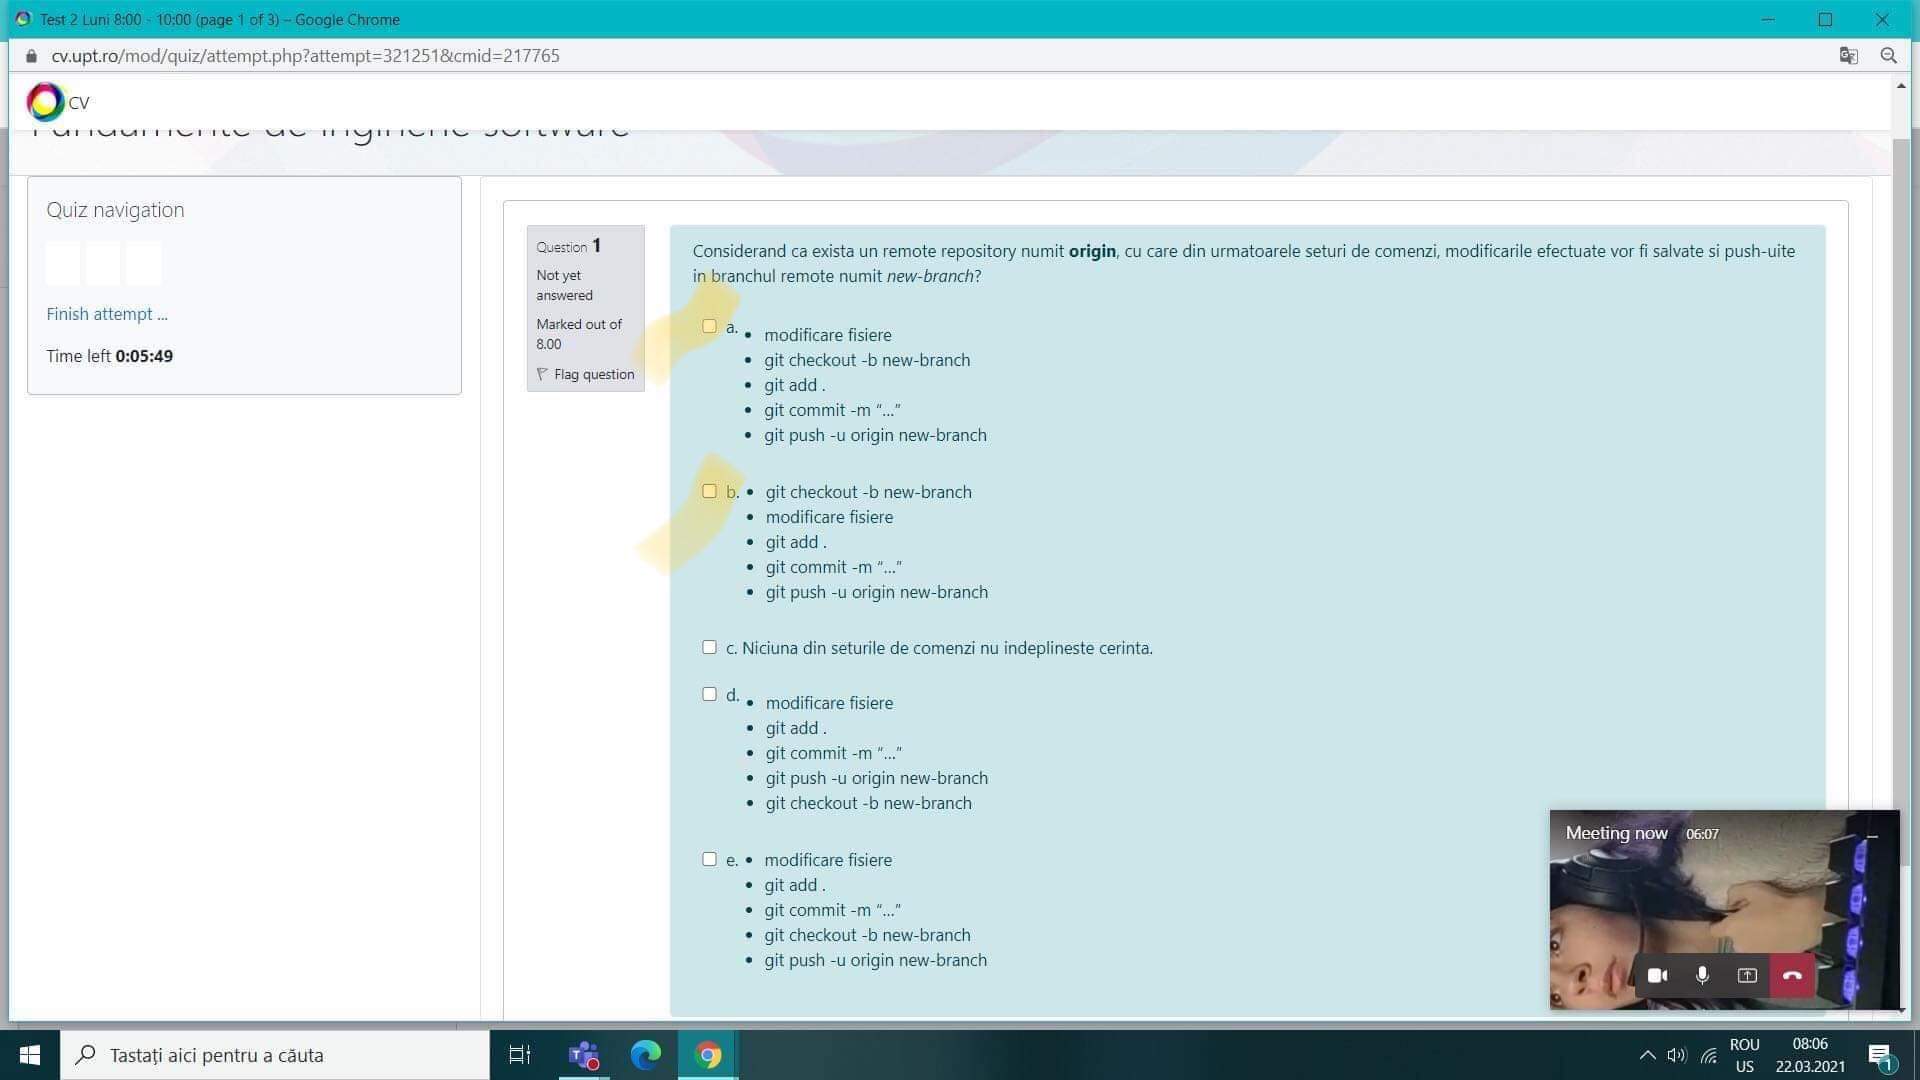 Test 2 Luni 8:00 - 10:00 (page 1 of 3) – Google Chrome
cv.upt.ro/mod/quiz/attempt.php?attempt=321251&cmid=217765
CV
Fundamente de inginerie software
Quiz navigation
Finish attempt ...
Time left 0:05:49
Question 1
Not yet
answered
Marked out of
8.00
Flag question
Considerand ca exista un remote repository numit origin, cu care din urmatoarele seturi de comenzi, modificarile efectuate vor fi salvate si push-uite
in branchul remote numit new-branch?
a.
• modificare fisiere
• git checkout -b new-branch
• git add .
• git commit -m “...”
• git push -u origin new-branch
b. • git checkout -b new-branch
• modificare fisiere
• git add .
• git commit -m “...”
• git push -u origin new-branch
c. Niciuna din seturile de comenzi nu indeplineste cerinta.
d.
• modificare fisiere
• git add .
• git commit -m “...”
• git push -u origin new-branch
• git checkout -b new-branch
e. • modificare fisiere
• git add .
• git commit -m “...”
• git checkout -b new-branch
• git push -u origin new-branch
Meeting now 06:07
Tastați aici pentru a căuta
ROU
US
08:06
22.03.2021
1